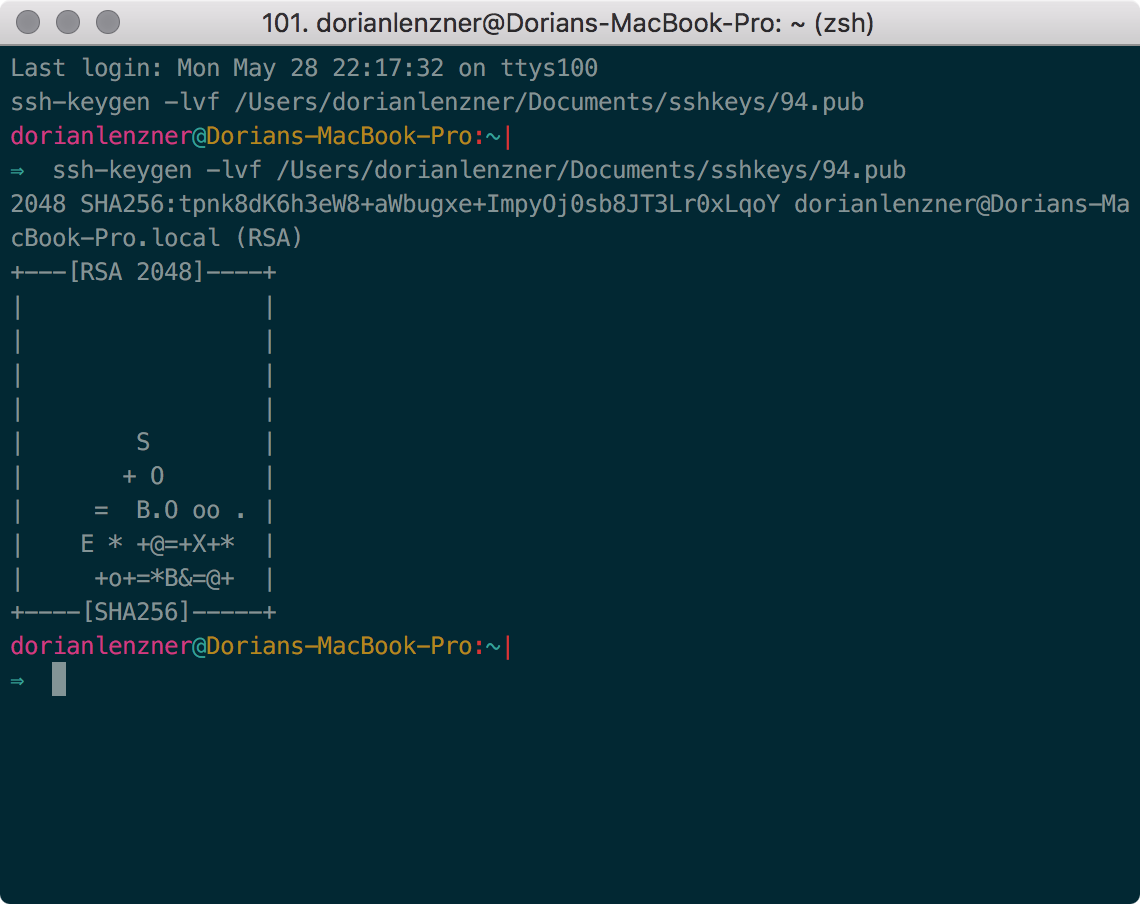 101. dorianlenzner@Dorians-MacBook-Pro: ~ (zsh)
Last login: Mon May 28 22:17:32 on ttys100
ssh-keygen -lvf /Users/dorianlenzner/Documents/sshkeys/94.pub
dorianlenzner@Dorians-MacBook-Pro:~|
⇒  ssh-keygen -lvf /Users/dorianlenzner/Documents/sshkeys/94.pub
2048 SHA256:tpnk8dK6h3eW8+aWbugxe+ImpyOj0sb8JT3Lr0xLqoY dorianlenzner@Dorians-Ma
cBook-Pro.local (RSA)
+---[RSA 2048]----+
|                 |
|                 |
|                 |
|                 |
|        S        |
|       + O       |
|     =  B.O oo . |
|    E * +@=+X+*  |
|     +o+=*B&=@+  |
+----[SHA256]-----+
dorianlenzner@Dorians-MacBook-Pro:~|
⇒